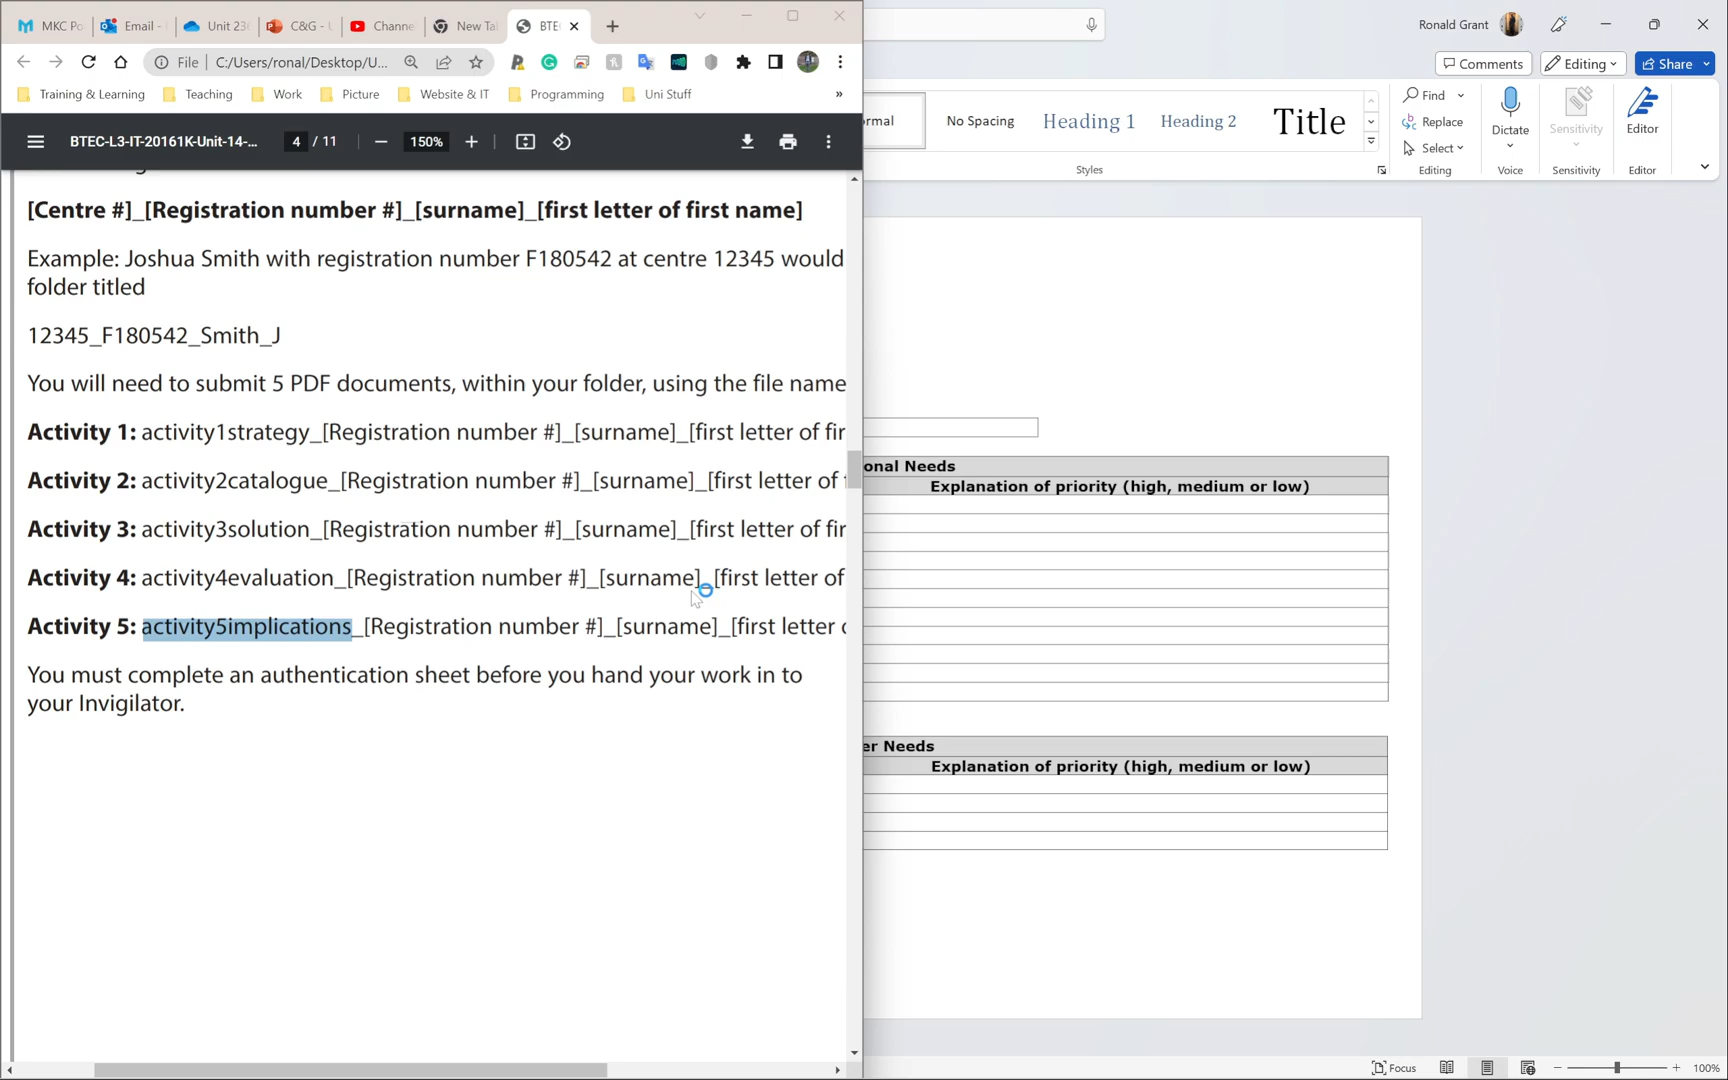 MKC Po
Email -
Unit 236
C&G - U
Channe
New Tab
BTE
File
C:/Users/ronal/Desktop/U...
Training & Learning
Teaching
Work
Picture
Website & IT
Programming
Uni Stuff
»
BTEC-L3-IT-20161K-Unit-14-...
4 / 11
150%
[Centre #]_[Registration number #]_[surname]_[first letter of first name]
Example: Joshua Smith with registration number F180542 at centre 12345 would
folder titled
12345_F180542_Smith_J
You will need to submit 5 PDF documents, within your folder, using the file name
Activity 1: activity1strategy_[Registration number #]_[surname]_[first letter of fir
Activity 2: activity2catalogue_[Registration number #]_[surname]_[first letter of
Activity 3: activity3solution_[Registration number #]_[surname]_[first letter of fir
Activity 4: activity4evaluation_[Registration number #]_[surname]_[first letter of
Activity 5: activity5implications_[Registration number #]_[surname]_[first letter
You must complete an authentication sheet before you hand your work in to
your Invigilator.
Ronald Grant
Comments
Editing
Share
rmal
No Spacing
Heading 1
Heading 2
Title
Styles
Find
Replace
Select
Editing
Dictate
Voice
Sensitivity
Sensitivity
Editor
Editor
onal Needs
Explanation of priority (high, medium or low)
er Needs
Explanation of priority (high, medium or low)
Focus
100%